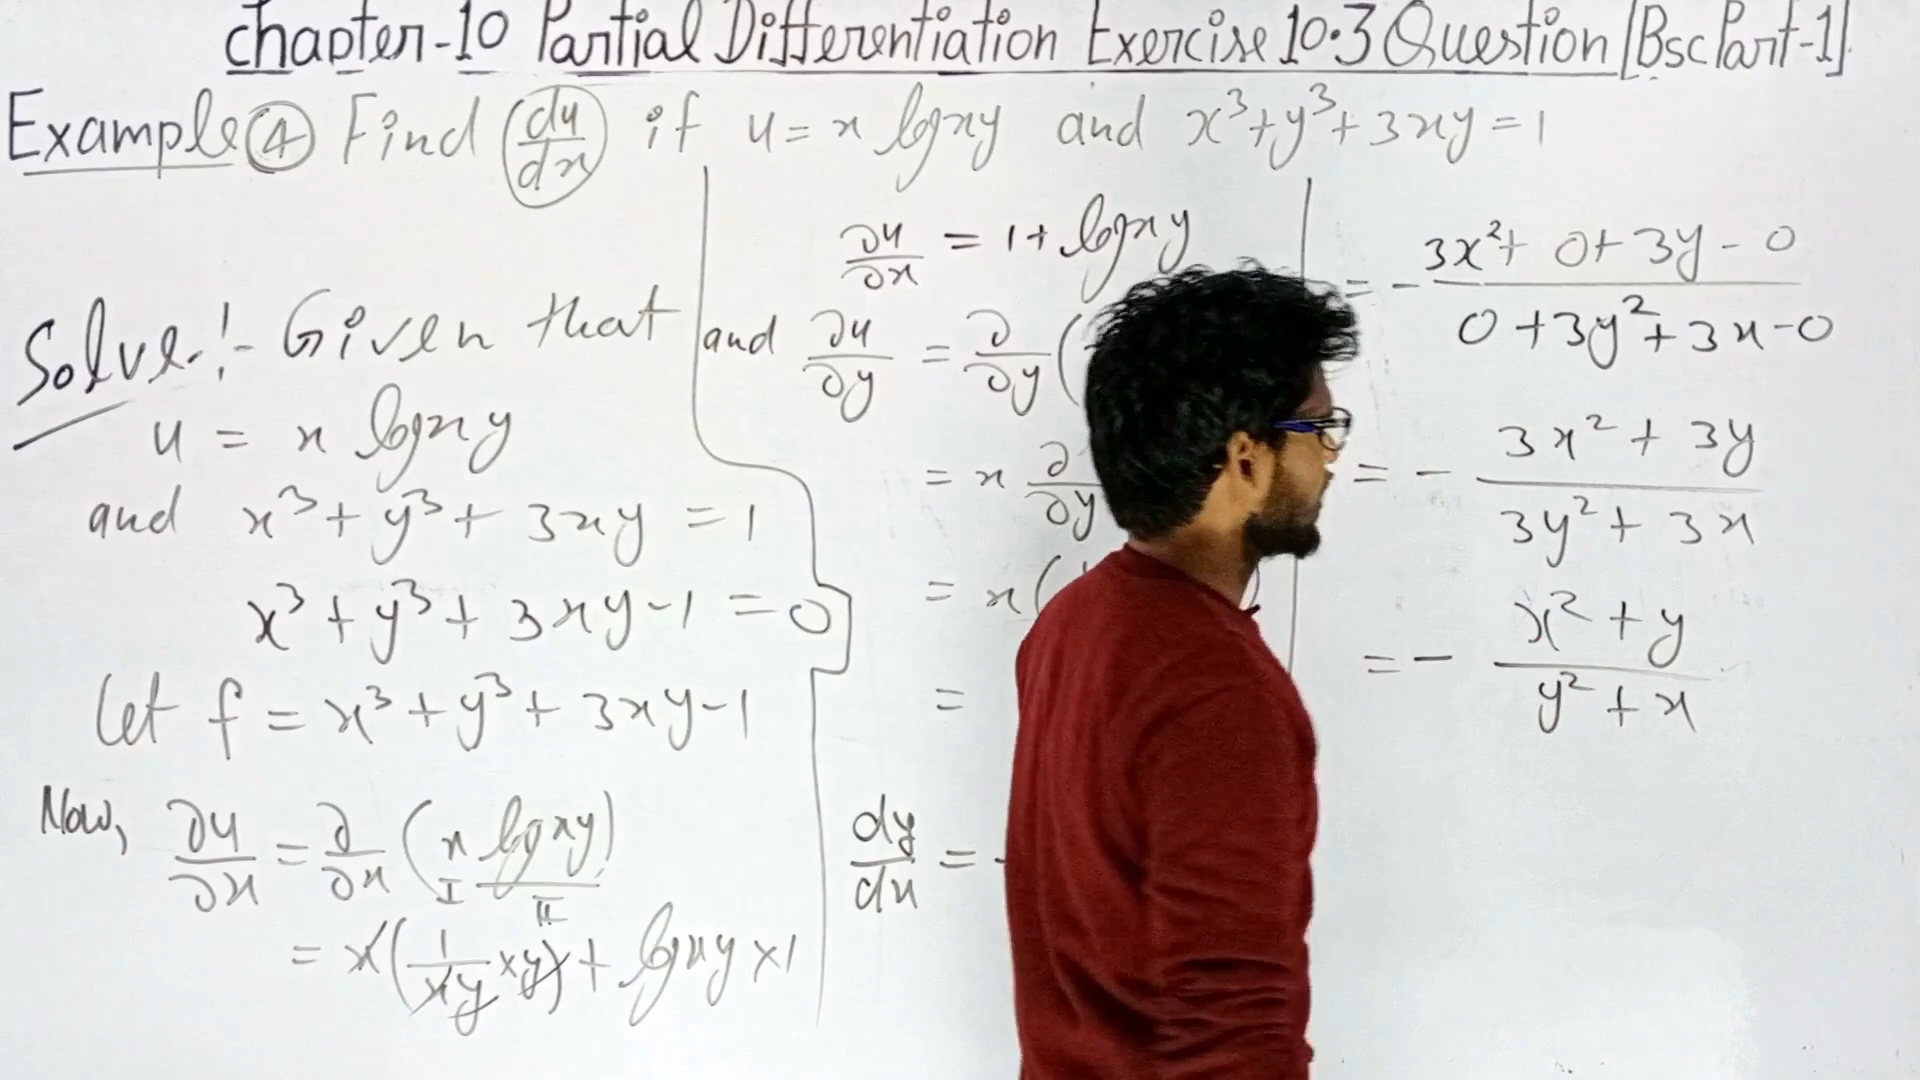 Chapter-10 Partial Differentiation Exercise 10.3 Question [Bsc Part-1]
Example ④ Find (du/dx) if u = x log xy and x³+y³+3xy=1
Solve:- Given that
u = x log xy
and x³+y³+3xy = 1
x³+y³+3xy-1 = 0
Let f = x³+y³+3xy-1
Now, ∂u/∂x = ∂/∂x (x log xy)
I II
= x(1/xy × y) + log xy × 1
∂u/∂x = 1 + log xy
and ∂u/∂y = ∂/∂y (
= x ∂/∂y
= x(
=
dy/dx = -
= - 3x²+0+3y-0 / 0+3y²+3x-0
= - 3x²+3y / 3y²+3x
= - x²+y / y²+x